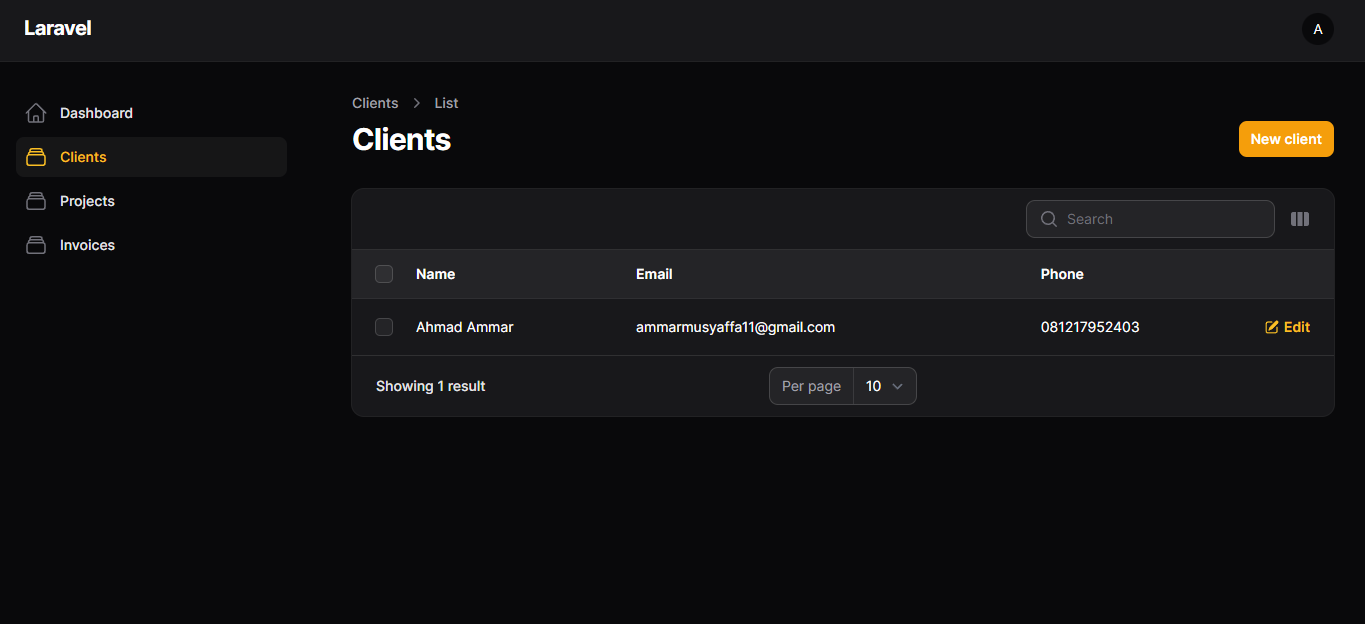 Laravel
A
Dashboard
Clients
Projects
Invoices
Clients > List
Clients
New client
Search
Name Email Phone
Ahmad Ammar ammarmusyaffa11@gmail.com 081217952403 Edit
Showing 1 result
Per page 10